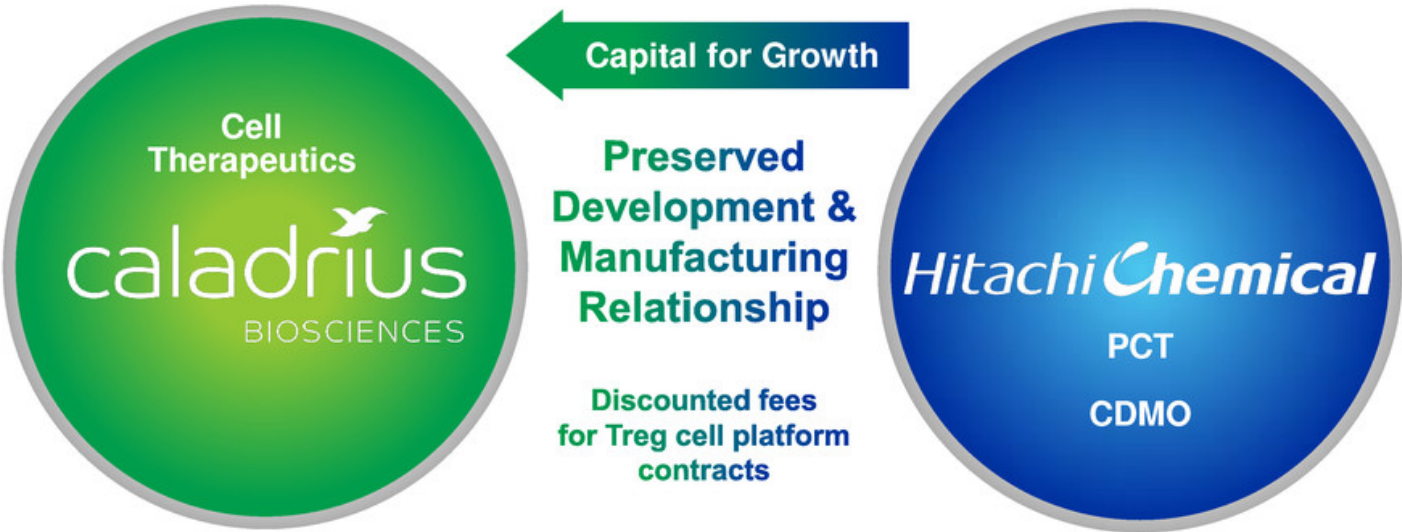 Cell
Therapeutics
caladrius
BIOSCIENCES
Capital for Growth
Preserved
Development &
Manufacturing
Relationship
Discounted fees
for Treg cell platform
contracts
Hitachi Chemical
PCT
CDMO